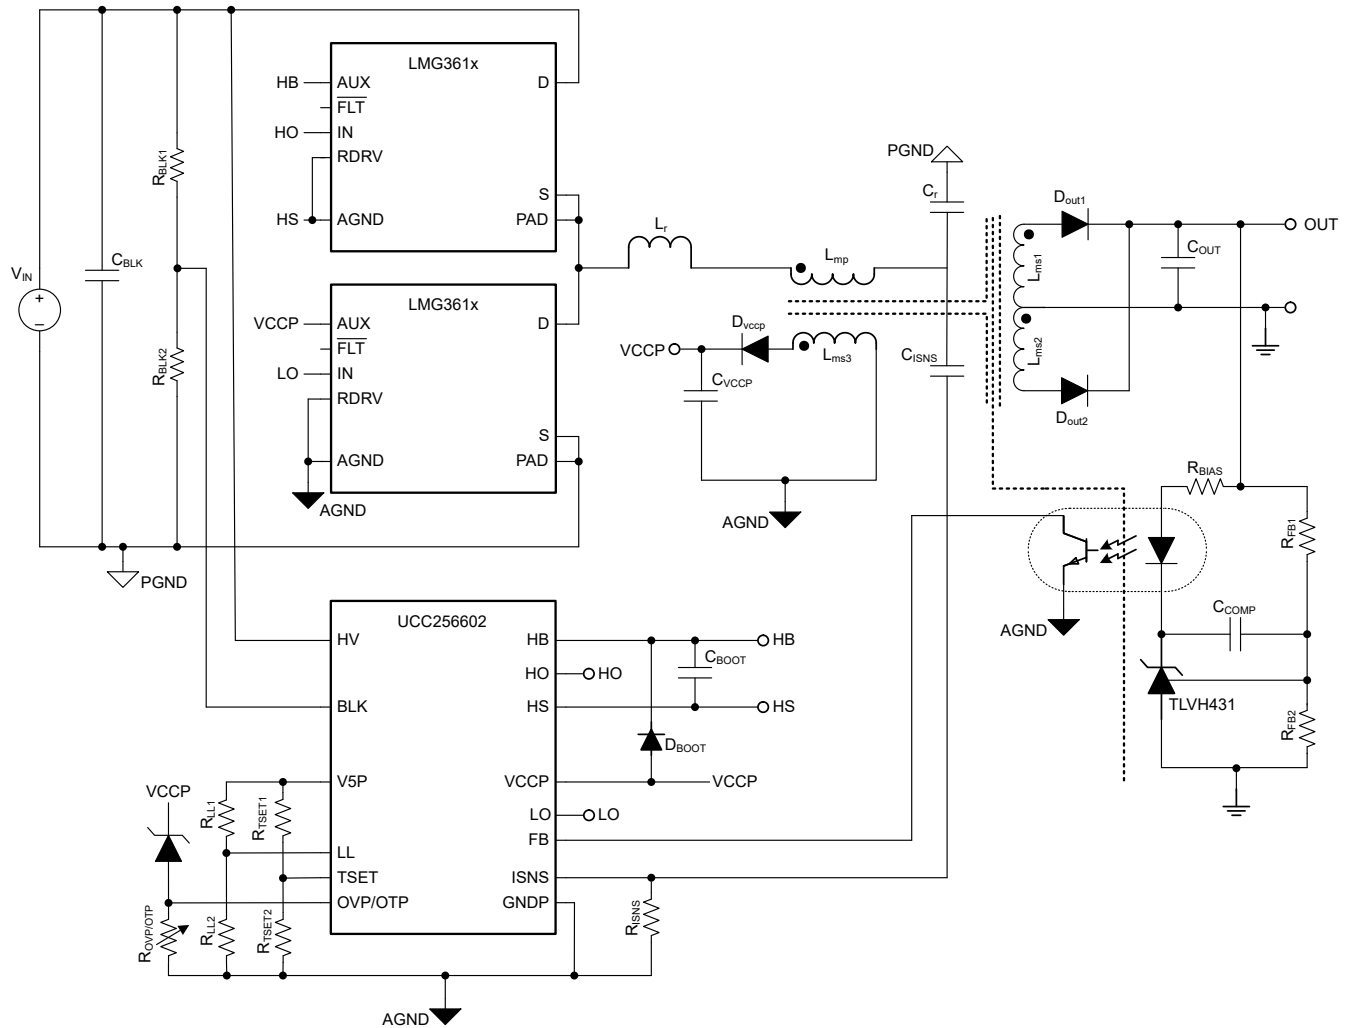 LMG361x
HB
AUX
D
FLT
HO
IN
RDRV
S
HS
AGND
PAD
LMG361x
VCCP
AUX
D
FLT
LO
IN
RDRV
S
AGND
PAD
AGND
VIN
+
−
CBLK
RBLK1
RBLK2
PGND
Lr
Lmp
PGND
Cr
Dout1
OUT
Lms1
COUT
Lms2
Dout2
VCCP
Dvccp
Lms3
CVCCP
CISNS
AGND
RBIAS
RFB1
AGND
CCOMP
TLVH431
RFB2
UCC256602
HV
HB
HB
CBOOT
HO
HO
BLK
HS
HS
DBOOT
V5P
VCCP
VCCP
LO
LO
FB
LL
TSET
ISNS
OVP/OTP
GNDP
VCCP
RLL1
RTSET1
ROVP/OTP
RLL2
RTSET2
RISNS
AGND